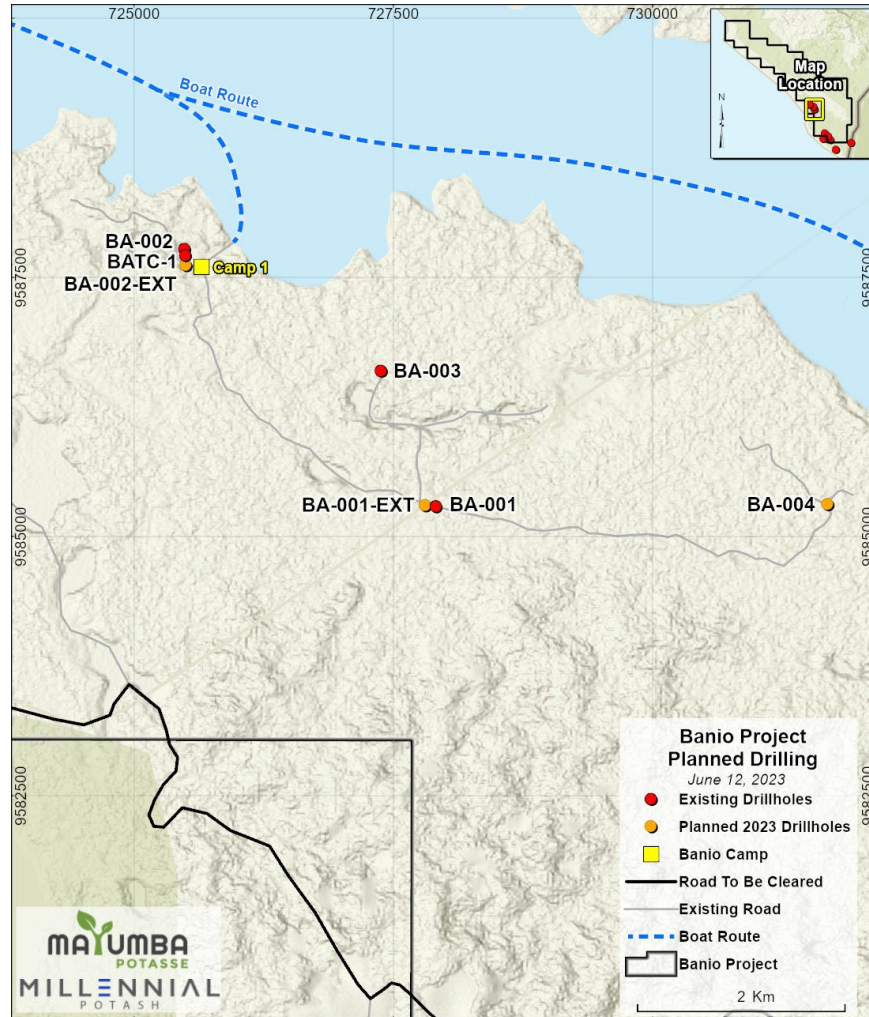 725000
727500
730000
Boat Route
Map
Location
N
9587500
9587500
BA-002
BATC-1
BA-002-EXT
Camp 1
BA-003
BA-001-EXT
BA-001
BA-004
9585000
9585000
9582500
9582500
Banio Project
Planned Drilling
June 12, 2023
Existing Drillholes
Planned 2023 Drillholes
Banio Camp
Road To Be Cleared
Existing Road
Boat Route
Banio Project
2 Km
MAYUMBA
POTASSE
MILLENNIAL
POTASH